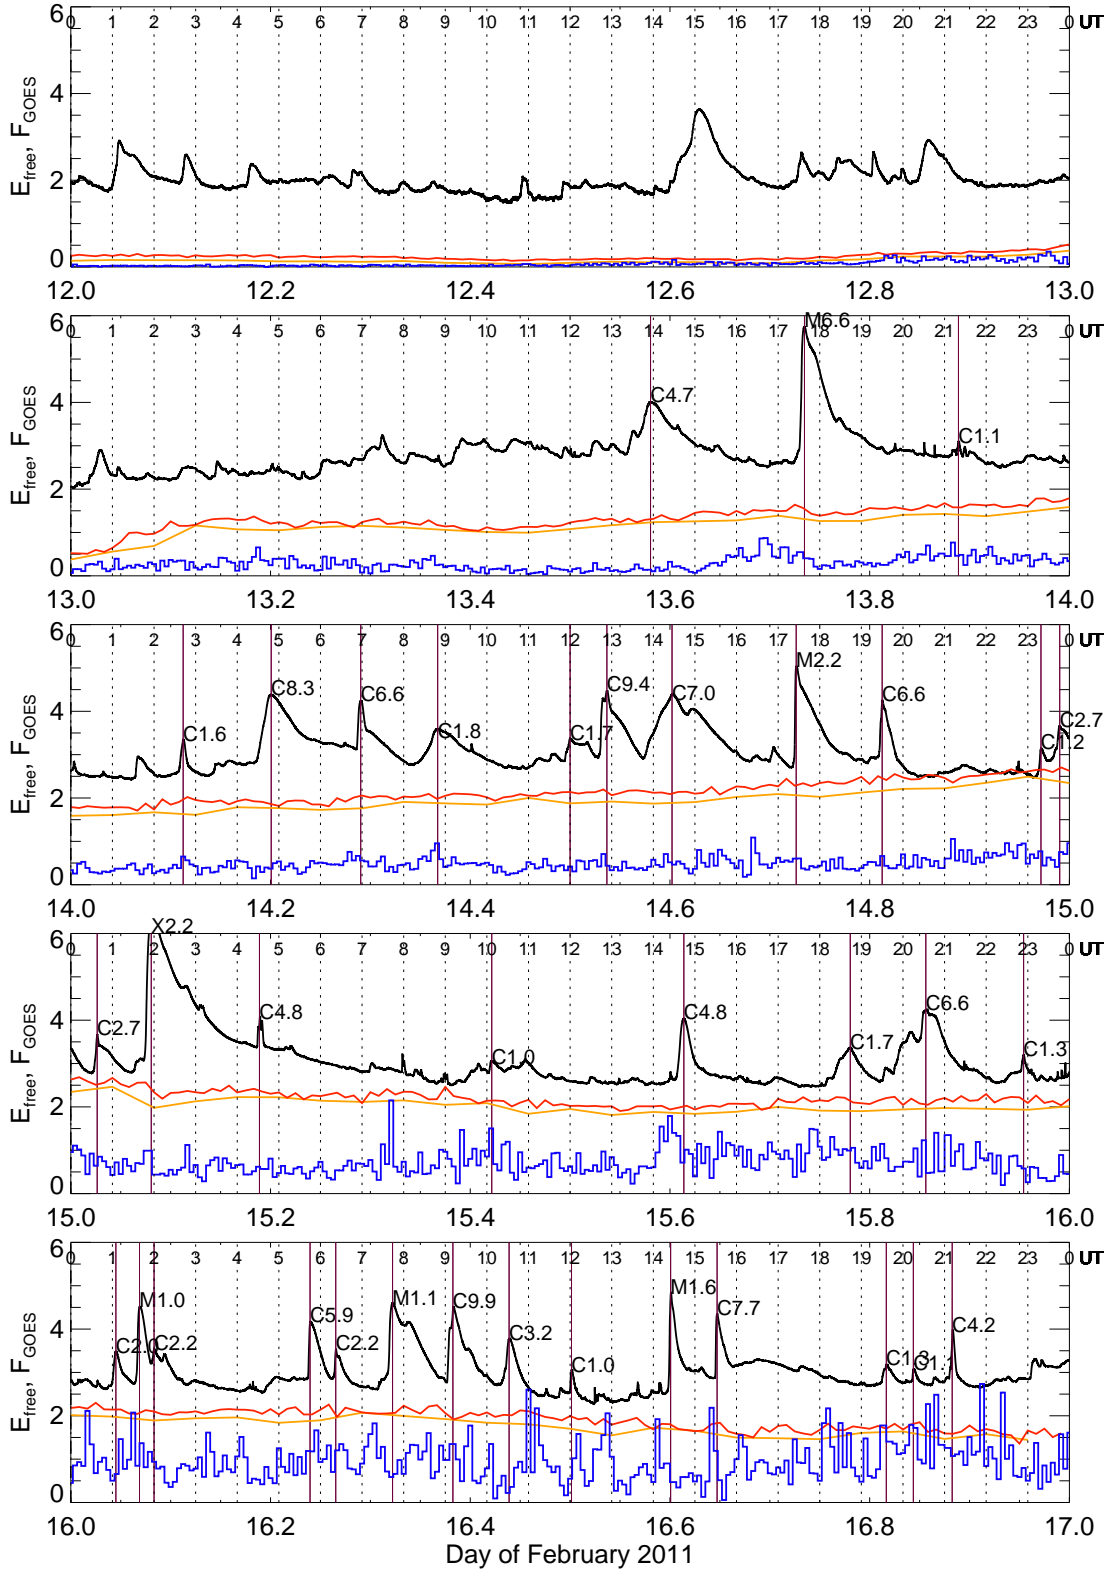 0 1 2 3 4 5 6 7 8 9 10 11 12 13 14 15 16 17 18 19 20 21 22 23 0 UT
6
4
2
0
E_free, F_GOES
12.0 12.2 12.4 12.6 12.8 13.0
0 1 2 3 4 5 6 7 8 9 10 11 12 13 14 15 16 17 18 19 20 21 22 23 0 UT
6
4
2
0
E_free, F_GOES
C4.7
M6.6
C1.1
13.0 13.2 13.4 13.6 13.8 14.0
0 1 2 3 4 5 6 7 8 9 10 11 12 13 14 15 16 17 18 19 20 21 22 23 0 UT
6
4
2
0
E_free, F_GOES
C1.6
C8.3
C6.6
C1.8
C1.7
C9.4
C7.0
M2.2
C6.6
C1.2
C2.7
14.0 14.2 14.4 14.6 14.8 15.0
0 1 2 3 4 5 6 7 8 9 10 11 12 13 14 15 16 17 18 19 20 21 22 23 0 UT
6
4
2
0
E_free, F_GOES
C2.7
X2.2
C4.8
C1.0
C4.8
C1.7
C6.6
C1.3
15.0 15.2 15.4 15.6 15.8 16.0
0 1 2 3 4 5 6 7 8 9 10 11 12 13 14 15 16 17 18 19 20 21 22 23 0 UT
6
4
2
0
E_free, F_GOES
M1.0
C2.2
C5.9
C2.2
M1.1
C9.9
C3.2
C1.0
M1.6
C7.7
C1.1
C4.2
16.0 16.2 16.4 16.6 16.8 17.0
Day of February 2011